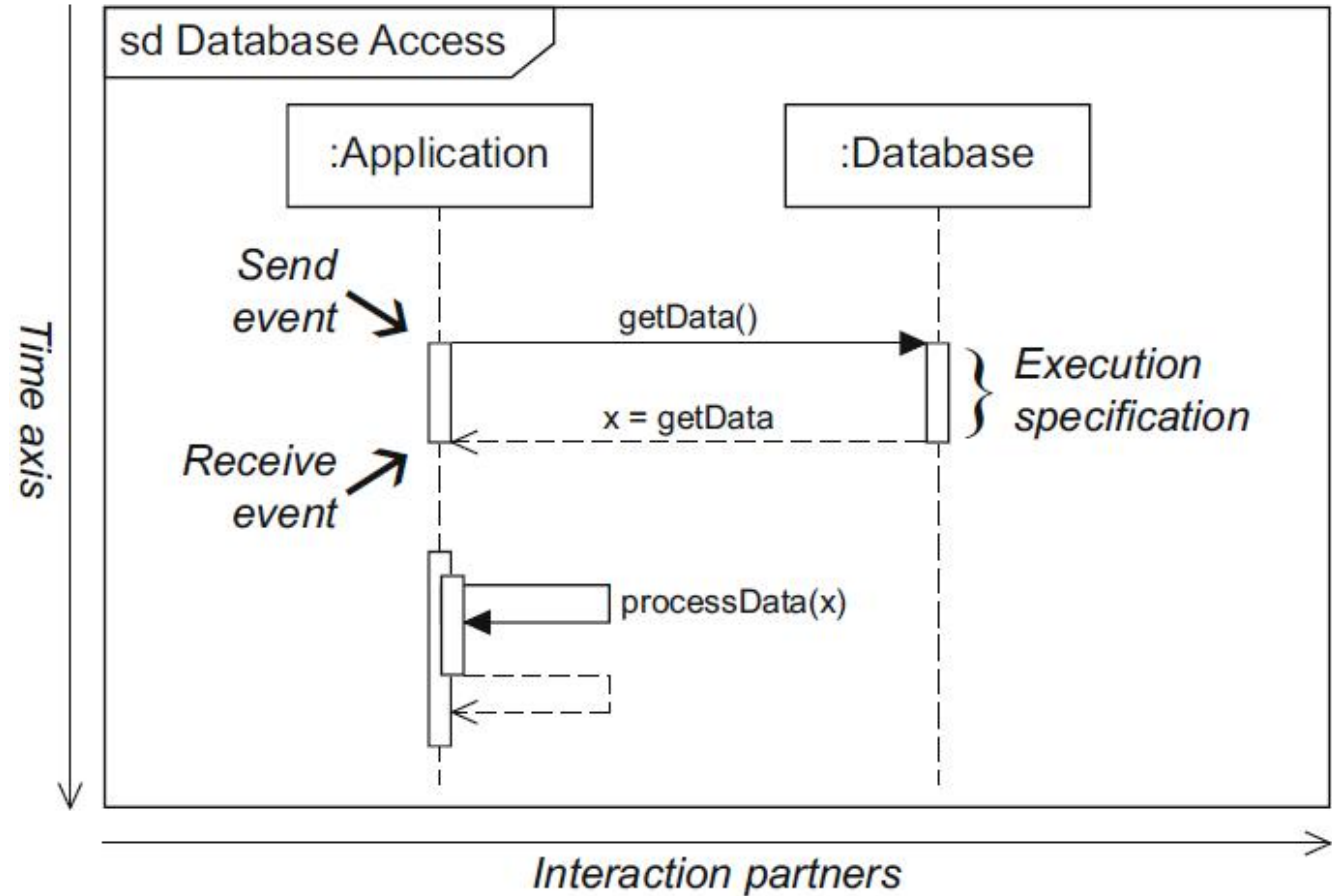 sd Database Access
:Application
:Database
Send
event
getData()
Execution
specification
x = getData
Receive
event
processData(x)
Time axis
Interaction partners